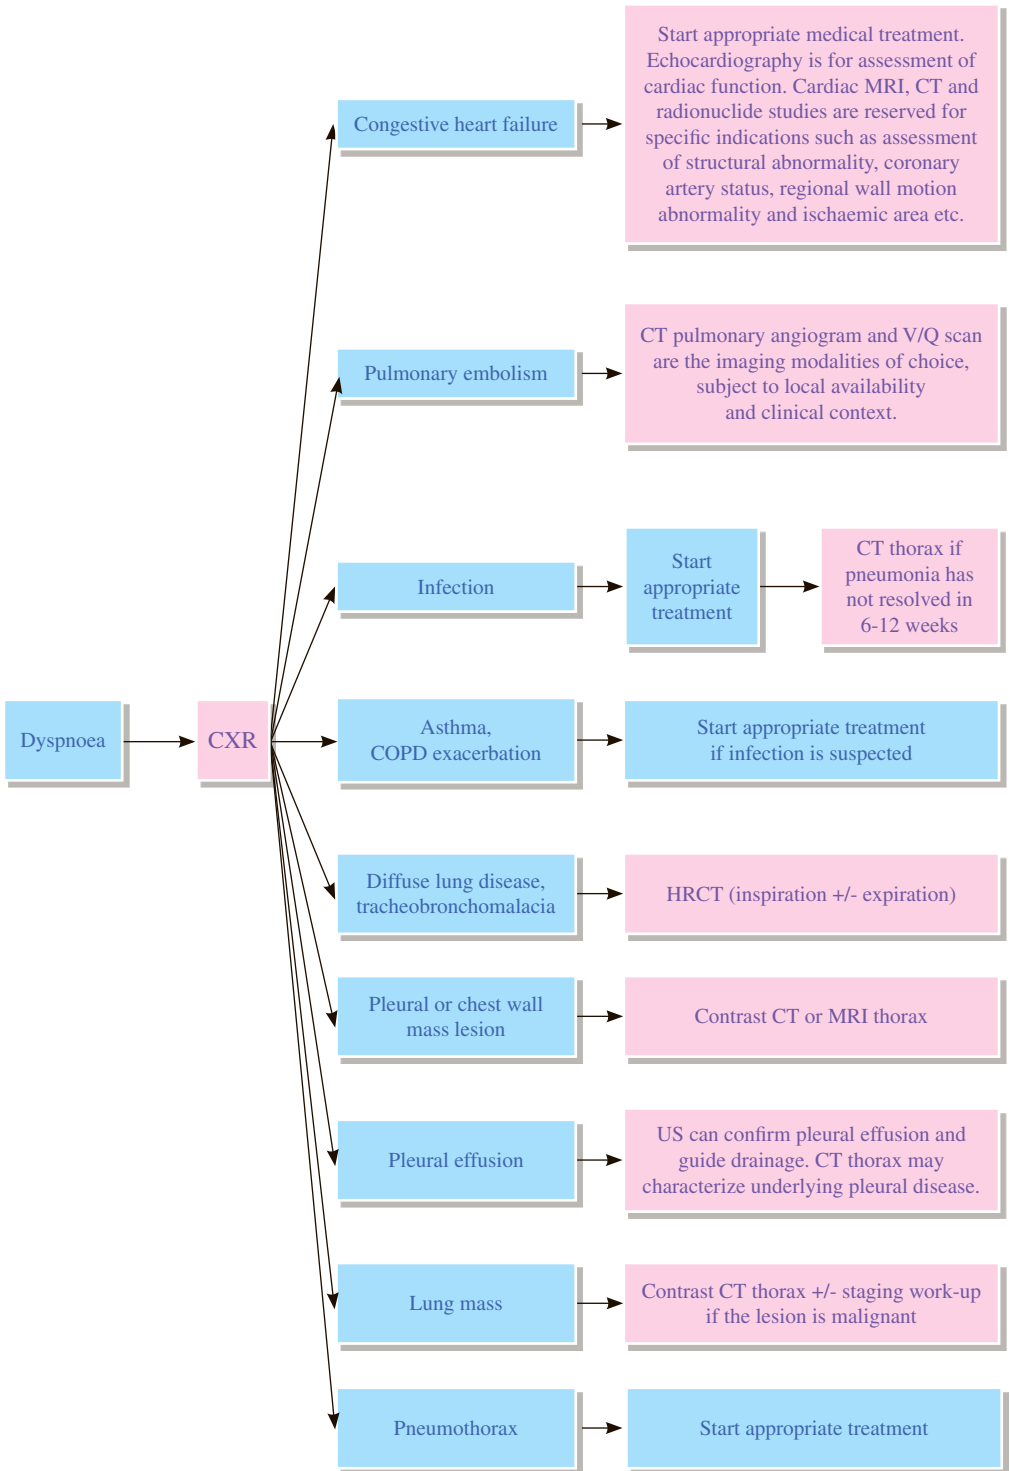 Start appropriate medical treatment.
Echocardiography is for assessment of
cardiac function. Cardiac MRI, CT and
radionuclide studies are reserved for
specific indications such as assessment
of structural abnormality, coronary
artery status, regional wall motion
abnormality and ischaemic area etc.
Congestive heart failure
CT pulmonary angiogram and V/Q scan
are the imaging modalities of choice,
subject to local availability
and clinical context.
Pulmonary embolism
Infection
Start
appropriate
treatment
CT thorax if
pneumonia has
not resolved in
6-12 weeks
Dyspnoea
CXR
Asthma,
COPD exacerbation
Start appropriate treatment
if infection is suspected
Diffuse lung disease,
tracheobronchomalacia
HRCT (inspiration +/- expiration)
Pleural or chest wall
mass lesion
Contrast CT or MRI thorax
Pleural effusion
US can confirm pleural effusion and
guide drainage. CT thorax may
characterize underlying pleural disease.
Lung mass
Contrast CT thorax +/- staging work-up
if the lesion is malignant
Pneumothorax
Start appropriate treatment